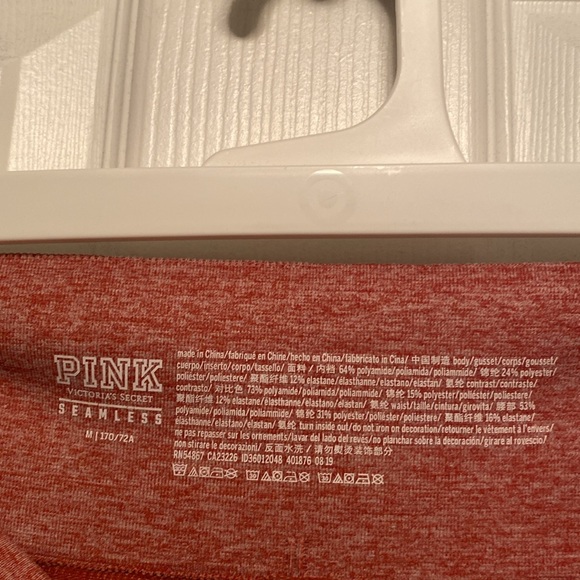 PINK
VICTORIA'S SECRET
SEAMLESS
M | 170/72A
made in China/fabriqué en Chine/hecho en China/fabbricato in Cina/ 中国制造 body/gusset/corps/gousset/
cuerpo/inserto/corpo/tassello/ 面料 / 内裆 64% polyamide/poliamida/poliammide/ 锦纶 24% polyester/
poliéster/poliestere/ 聚酯纤维 12% elastane/élasthanne/elastano/elastan/ 氨纶 contrast/contraste/
contrasto/ 对比色 73% polyamide/poliamida/poliammide/ 锦纶 15% polyester/poliéster/poliestere/
聚酯纤维 12% elastane/élasthanne/elastano/elastan/ 氨纶 waist/taille/cintura/girovita/ 腰部 53%
polyamide/poliamida/poliammide/ 锦纶 31% polyester/poliéster/poliestere/ 聚酯纤维 16% elastane/
élasthanne/elastano/elastan/ 氨纶 turn inside out/do not iron on decoration/retourner à l'envers/
ne pas repasser sur les ornements/lavar del lado del revés/no planchar sobre la decoración/girare al rovescio/
non stirare le decorazioni/ 反面水洗 / 请勿熨烫装饰部分
RN54867 CA23226 ID36012048 401876 08 19